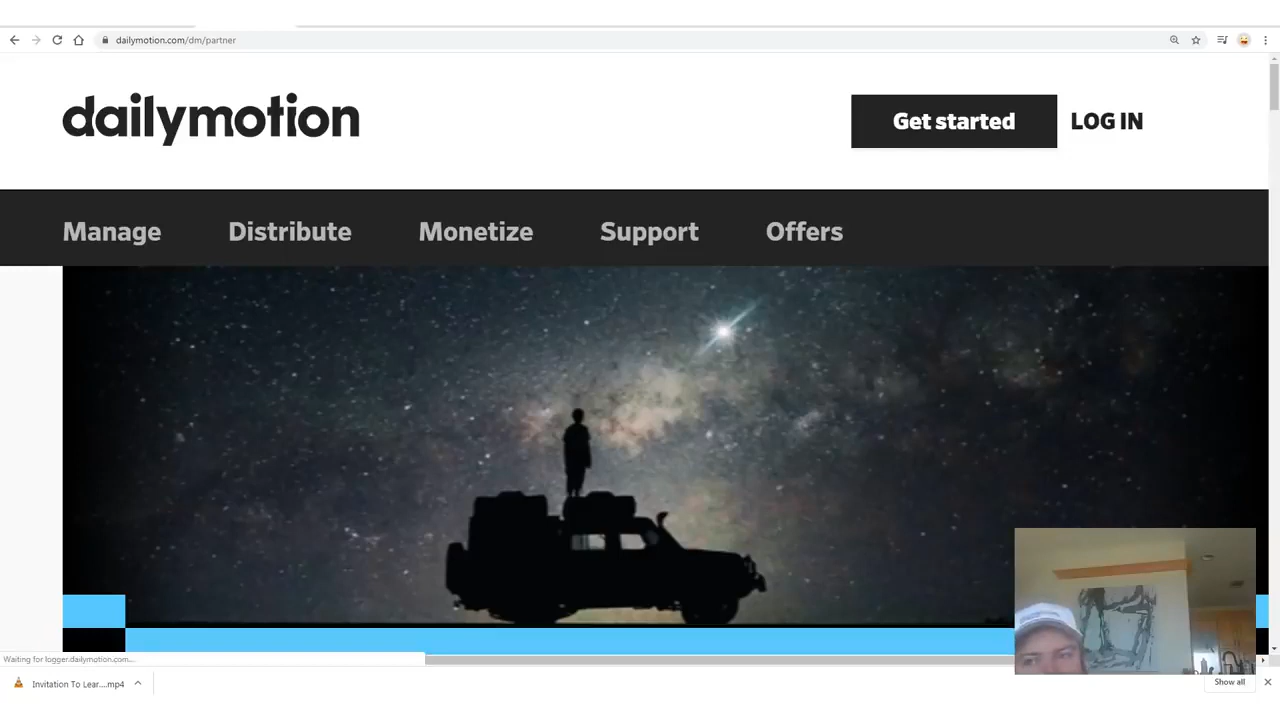 dailymotion.com/dm/partner
dailymotion
Get started
LOG IN
Manage
Distribute
Monetize
Support
Offers
Waiting for logger.dailymotion.com...
Invitation To Lear....mp4
Show all